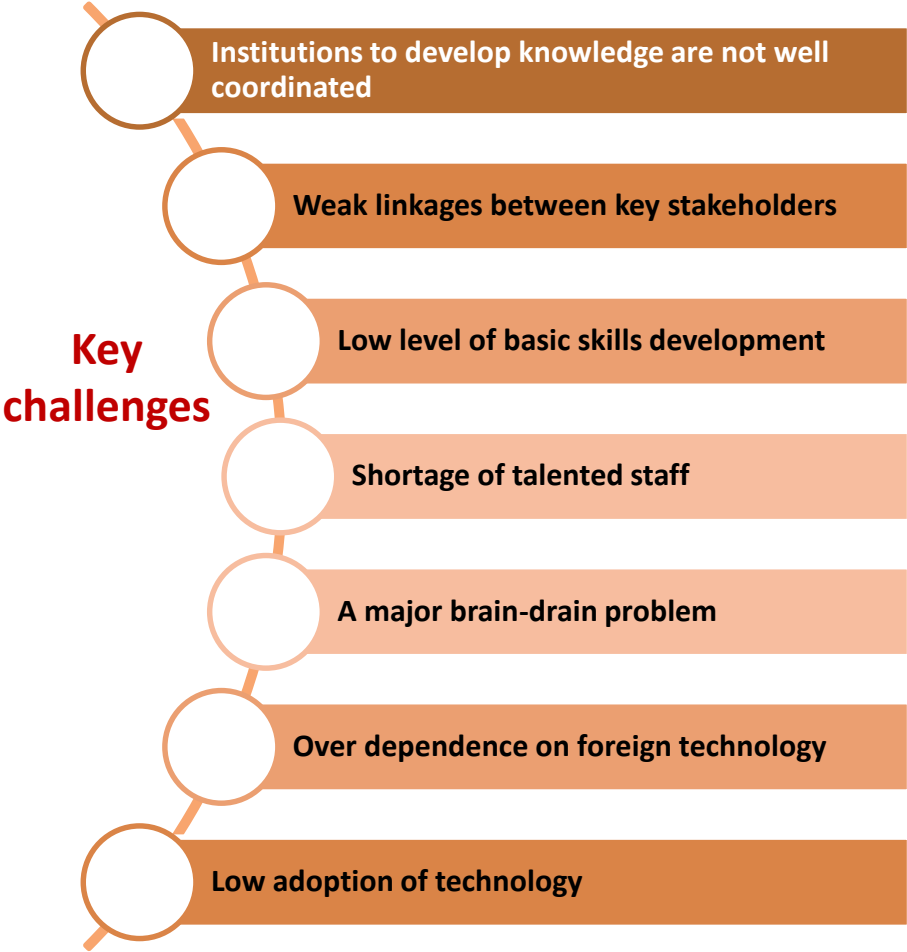 Institutions to develop knowledge are not well
coordinated
Weak linkages between key stakeholders
Low level of basic skills development
Key
challenges
Shortage of talented staff
A major brain-drain problem
Over dependence on foreign technology
Low adoption of technology